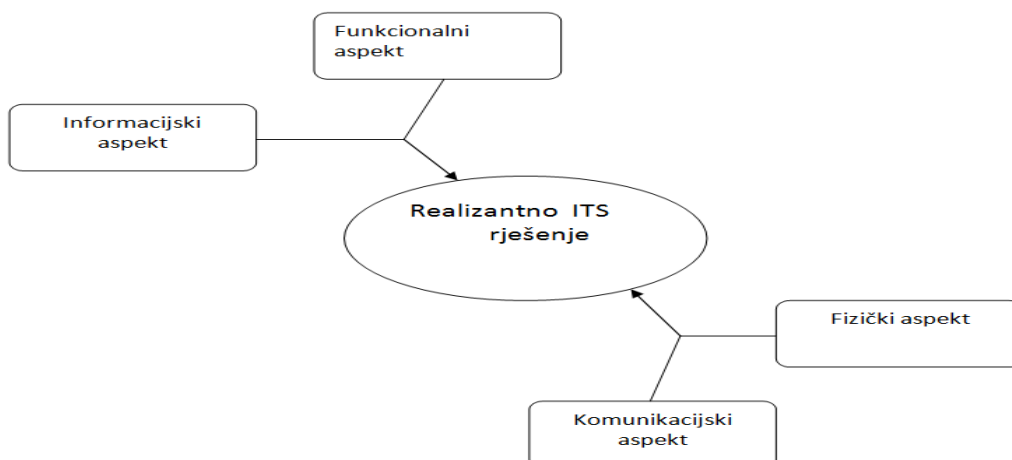 Funkcionalni
aspekt
Informacijski
aspekt
Realizantno ITS
rješenje
Fizički aspekt
Komunikacijski
aspekt